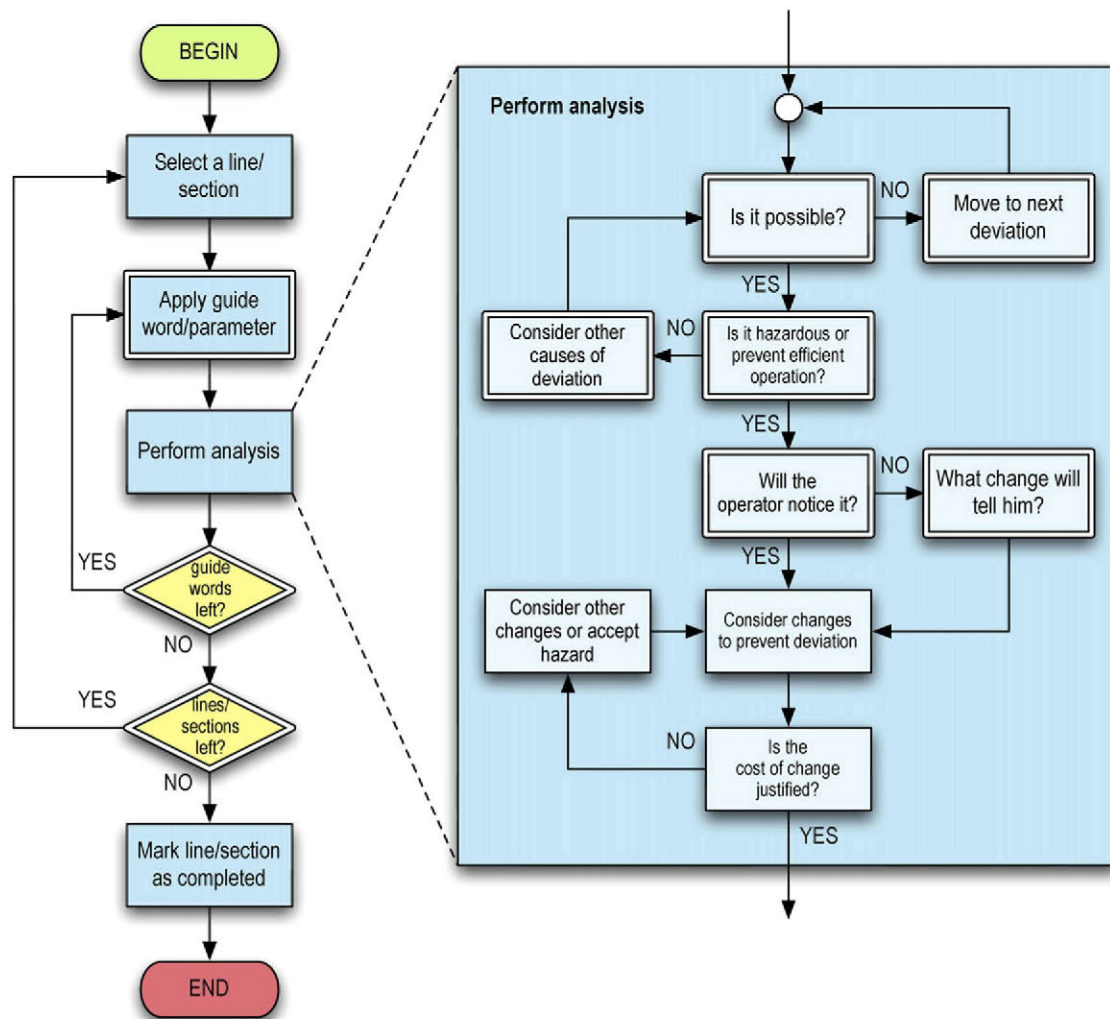 BEGIN
Select a line/
section
Apply guide
word/parameter
Perform analysis
YES
guide
words
left?
NO
YES
lines/
sections
left?
NO
Mark line/section
as completed
END
Perform analysis
Is it possible?
NO
Move to next
deviation
YES
Consider other
causes of
deviation
NO
Is it hazardous or
prevent efficient
operation?
YES
Will the
operator notice it?
NO
What change will
tell him?
YES
Consider other
changes or accept
hazard
Consider changes
to prevent deviation
NO
Is the
cost of change
justified?
YES